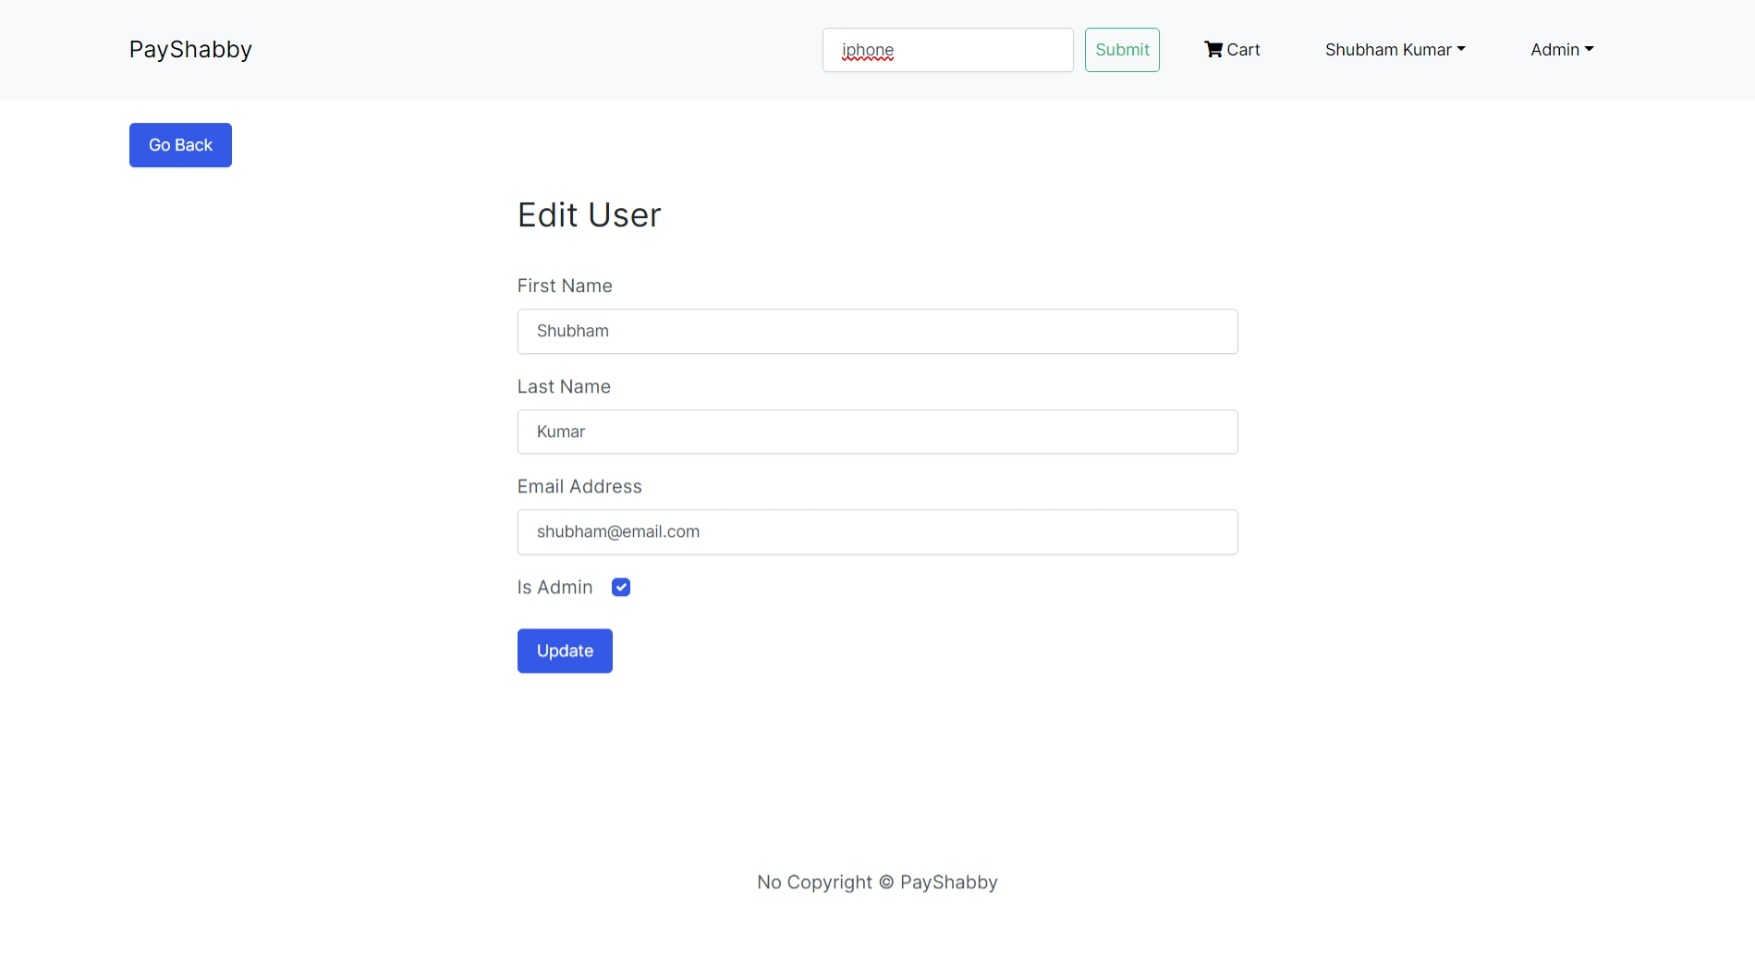 PayShabby
iphone
Submit
Cart
Shubham Kumar
Admin
Go Back
Edit User
First Name
Shubham
Last Name
Kumar
Email Address
shubham@email.com
Is Admin
Update
No Copyright © PayShabby